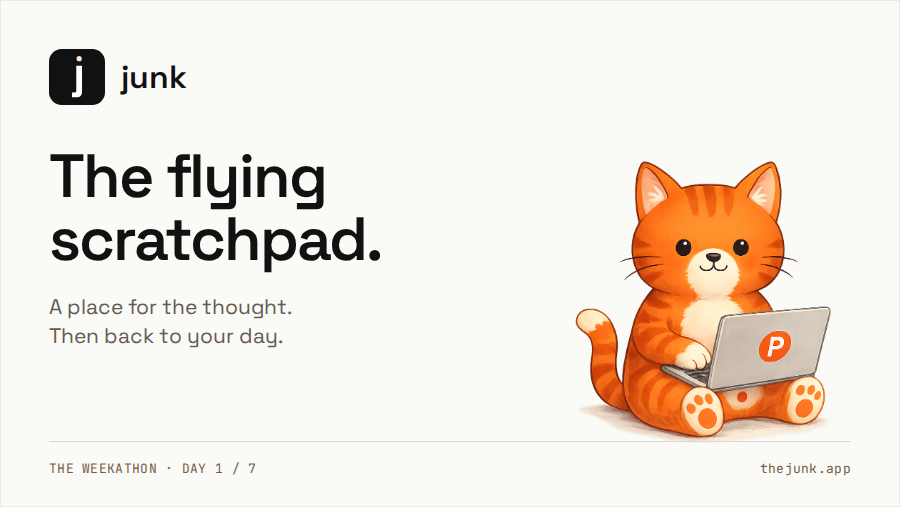 j junk
The flying
scratchpad.
A place for the thought.
Then back to your day.
P
THE WEEKATHON · DAY 1 / 7
thejunk.app